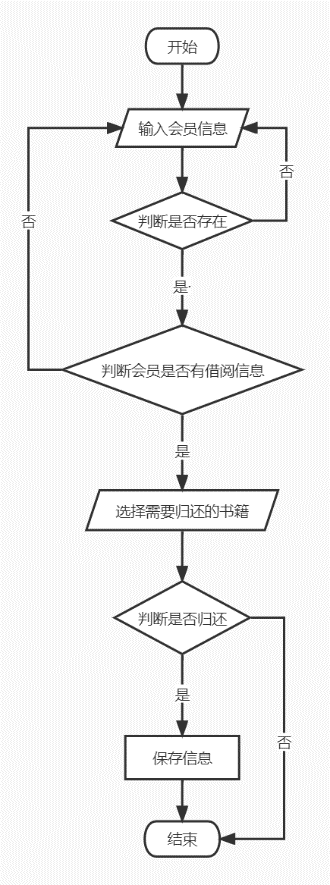 开始
输入会员信息
否
判断是否存在
否
是
判断会员是否有借阅信息
是
选择需要归还的书籍
判断是否归还
是
否
保存信息
结束